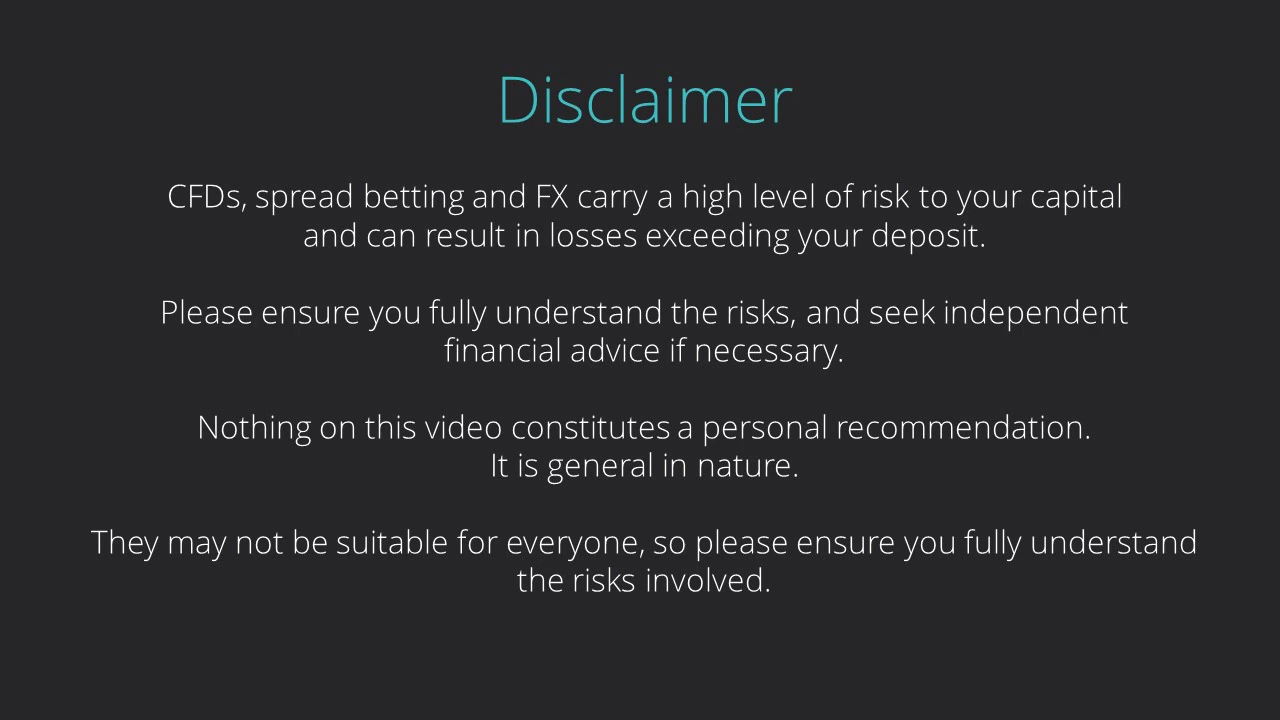 Disclaimer
CFDs, spread betting and FX carry a high level of risk to your capital
and can result in losses exceeding your deposit.
Please ensure you fully understand the risks, and seek independent
financial advice if necessary.
Nothing on this video constitutes a personal recommendation.
It is general in nature.
They may not be suitable for everyone, so please ensure you fully understand
the risks involved.